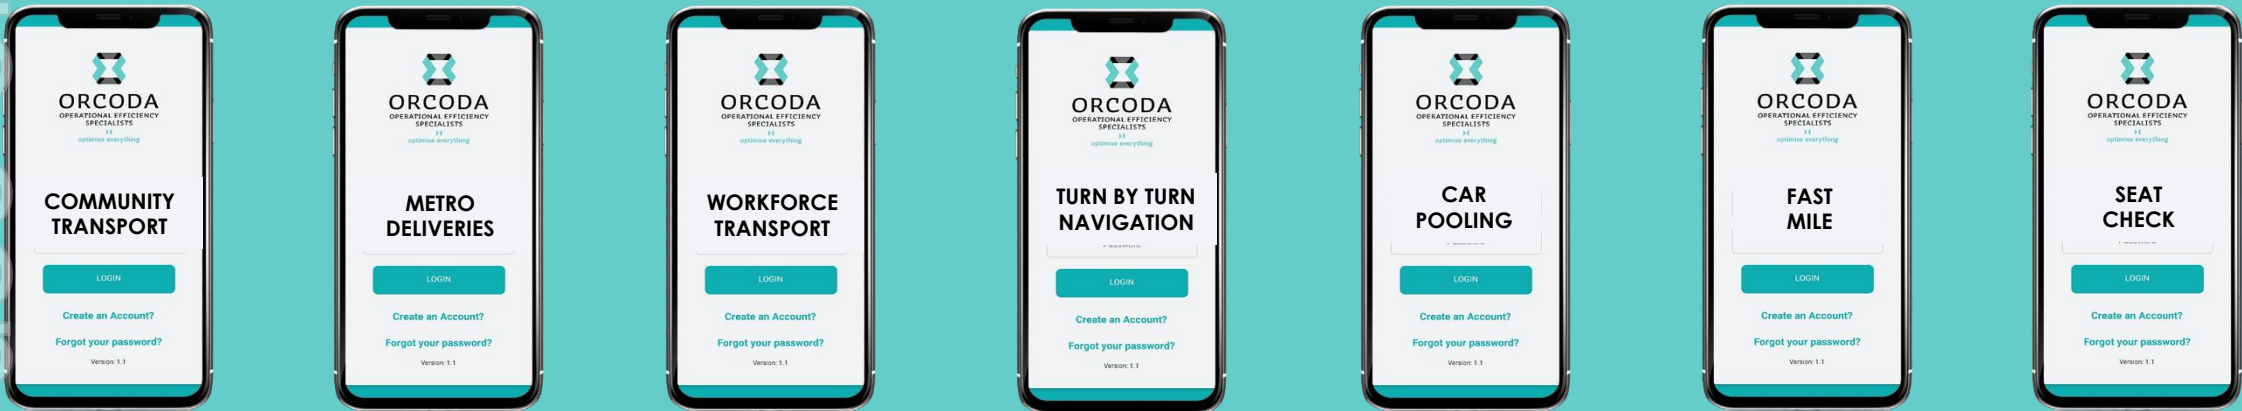 ORCODA
OPERATIONAL EFFICIENCY
SPECIALISTS
optimise everything
COMMUNITY
TRANSPORT
LOGIN
Create an Account?
Forgot your password?
Version: 1.1
ORCODA
OPERATIONAL EFFICIENCY
SPECIALISTS
optimise everything
METRO
DELIVERIES
LOGIN
Create an Account?
Forgot your password?
Version: 1.1
ORCODA
OPERATIONAL EFFICIENCY
SPECIALISTS
optimise everything
WORKFORCE
TRANSPORT
LOGIN
Create an Account?
Forgot your password?
Version: 1.1
ORCODA
OPERATIONAL EFFICIENCY
SPECIALISTS
optimise everything
TURN BY TURN
NAVIGATION
Password
LOGIN
Create an Account?
Forgot your password?
Version: 1.1
ORCODA
OPERATIONAL EFFICIENCY
SPECIALISTS
optimise everything
CAR
POOLING
LOGIN
Create an Account?
Forgot your password?
Version: 1.1
ORCODA
OPERATIONAL EFFICIENCY
SPECIALISTS
optimise everything
FAST
MILE
LOGIN
Create an Account?
Forgot your password?
Version: 1.1
ORCODA
OPERATIONAL EFFICIENCY
SPECIALISTS
optimise everything
SEAT
CHECK
LOGIN
Create an Account?
Forgot your password?
Version: 1.1